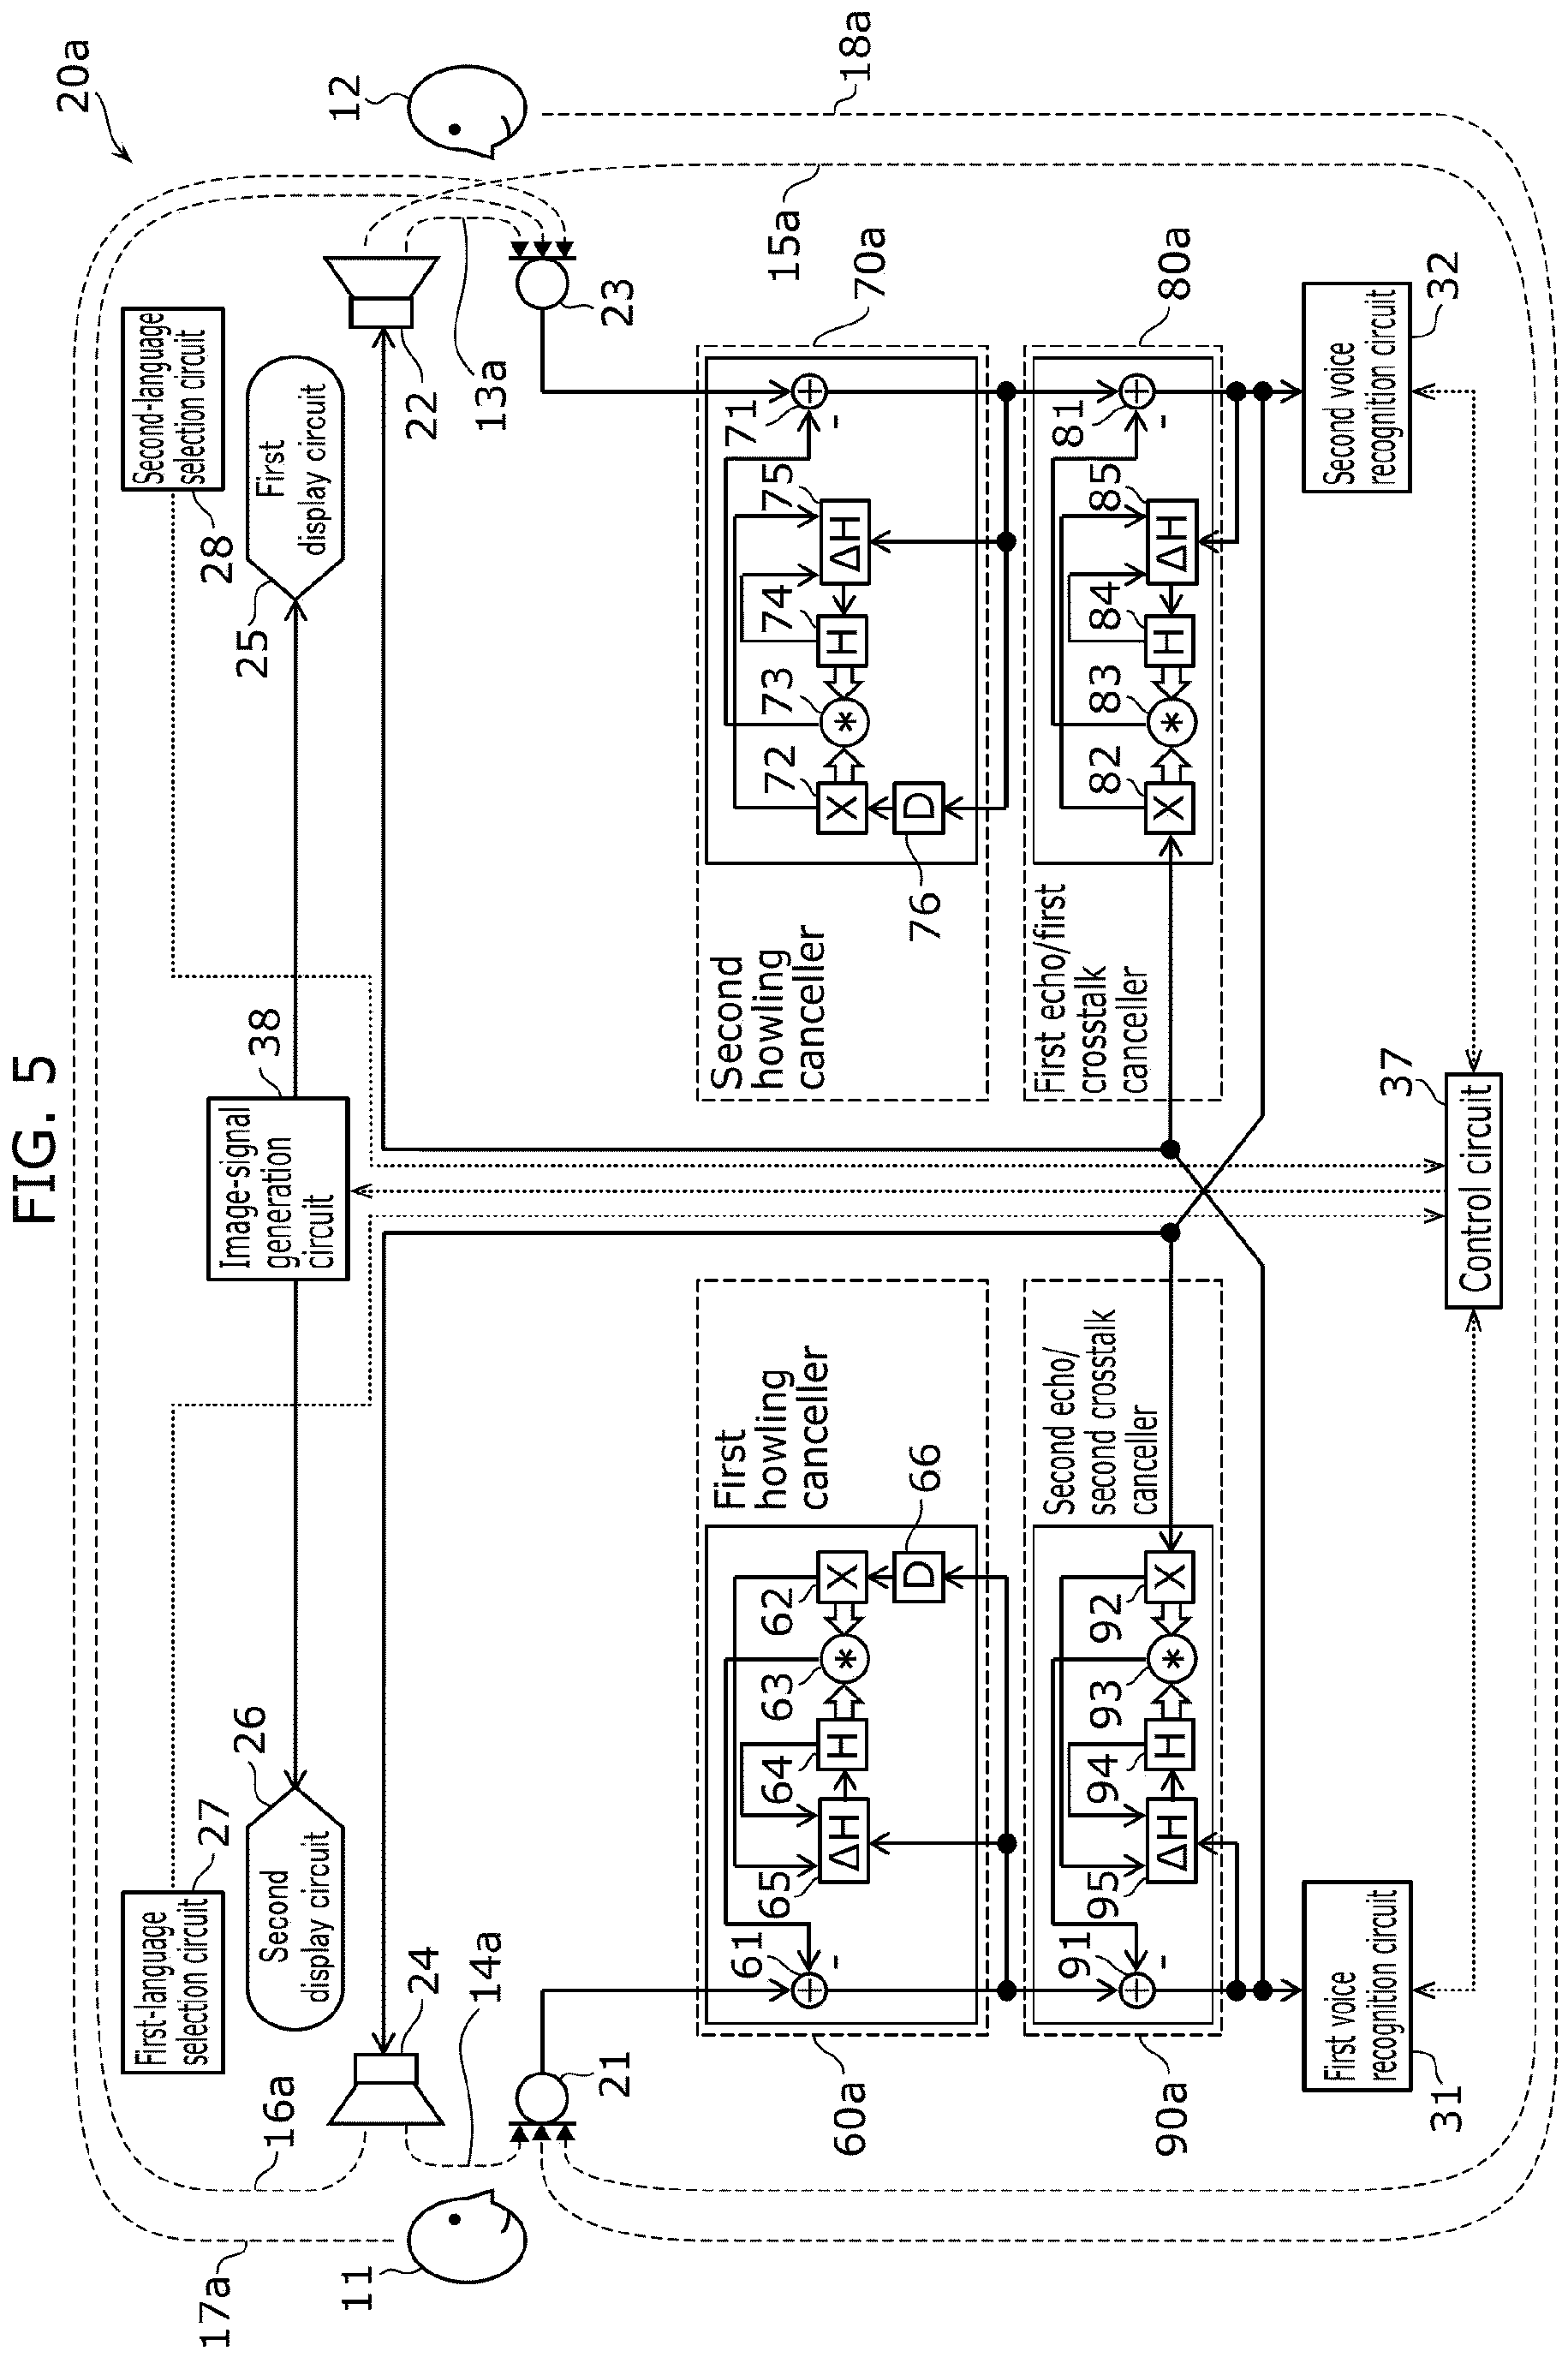 FIG. 5
20a
17a
16a
11
First-language
selection circuit
27
Second
display circuit
26
24
14a
21
Image-signal
generation
circuit
38
Second-language
selection circuit
28
First
display circuit
25
22
13a
23
12
18a
15a
First
howling
canceller
60a
61
-
65
ΔH
64
H
63
*
62
X
66
D
Second
howling
canceller
70a
71
-
75
ΔH
74
H
73
*
72
X
76
D
Second echo/
second crosstalk
canceller
90a
91
-
95
ΔH
94
H
93
*
92
X
First echo/first
crosstalk
canceller
80a
81
-
85
ΔH
84
H
83
*
82
X
First voice
recognition circuit
31
Control circuit
37
Second voice
recognition circuit
32